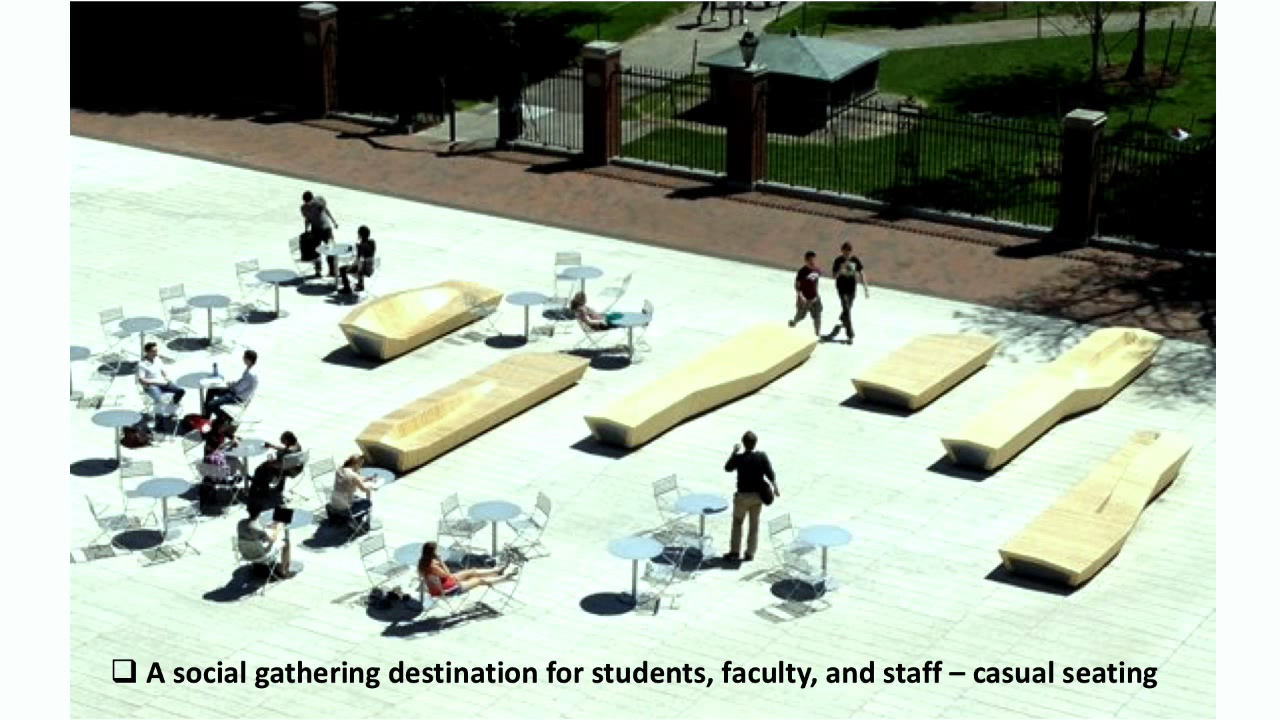 ❑ A social gathering destination for students, faculty, and staff – casual seating